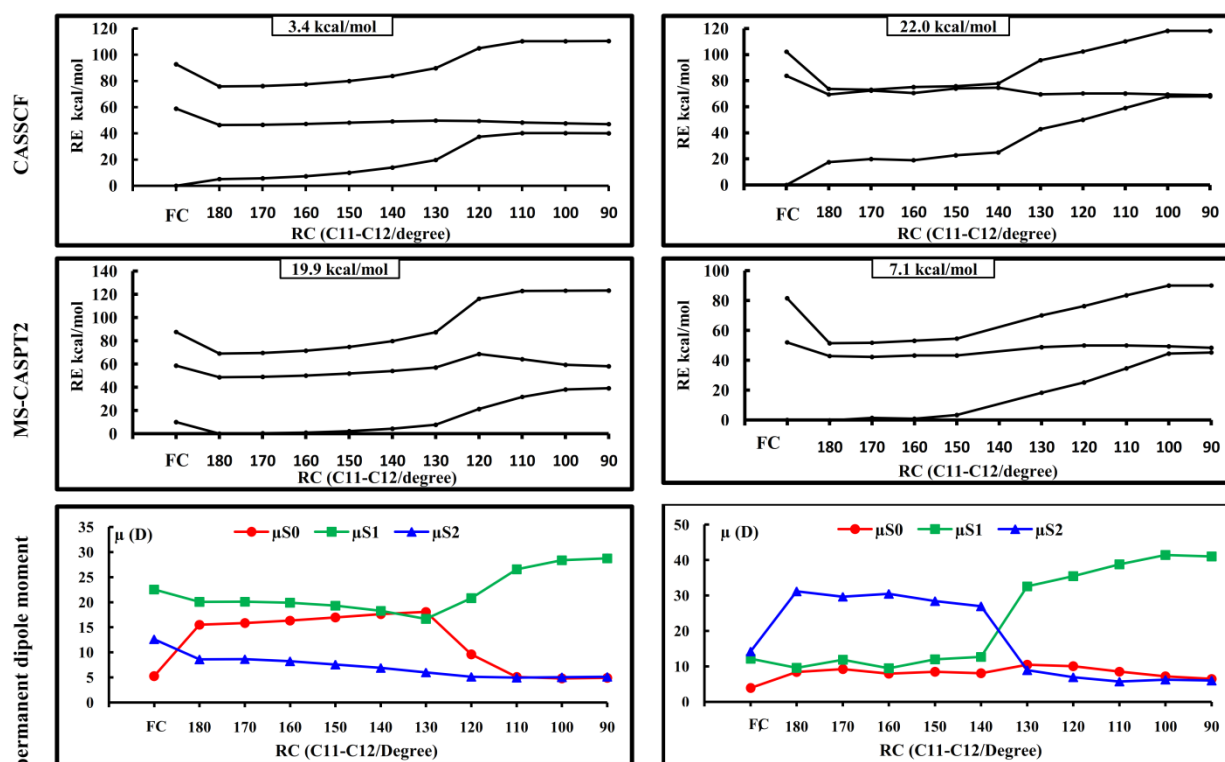 3.4 kcal/mol
CASSCF
RE kcal/mol
120
100
80
60
40
20
0
FC 180 170 160 150 140 130 120 110 100 90
RC (C11-C12/degree)
22.0 kcal/mol
RE kcal/mol
120
100
80
60
40
20
0
FC 180 170 160 150 140 130 120 110 100 90
RC (C11-C12/degree)
19.9 kcal/mol
MS-CASPT2
RE kcal/mol
140
120
100
80
60
40
20
0
FC 180 170 160 150 140 130 120 110 100 90
RC (C11-C12/degree)
7.1 kcal/mol
RE kcal/mol
100
80
60
40
20
0
FC 180 170 160 150 140 130 120 110 100 90
RC (C11-C12/degree)
permanent dipole moment
μ (D)
μS0 μS1 μS2
35
30
25
20
15
10
5
0
FC 180 170 160 150 140 130 120 110 100 90
RC (C11-C12/Degree)
μ (D)
μS0 μS1 μS2
50
40
30
20
10
0
FC 180 170 160 150 140 130 120 110 100 90
RC (C11-C12/Degree)